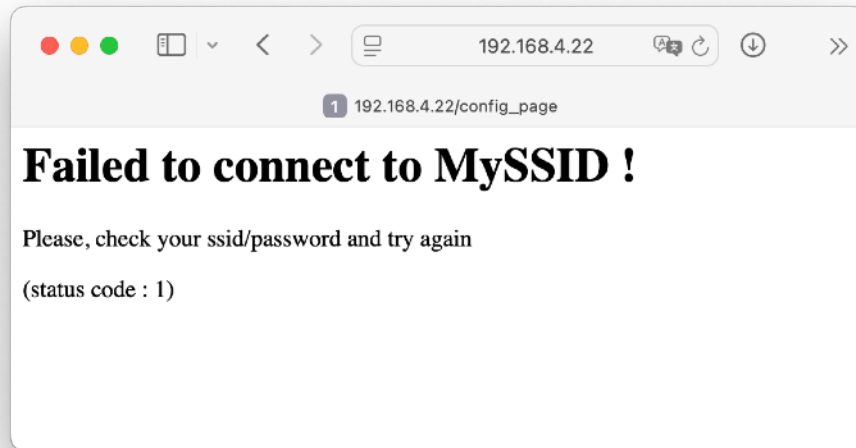 192.168.4.22
1 192.168.4.22/config_page
Failed to connect to MySSID !
Please, check your ssid/password and try again
(status code : 1)